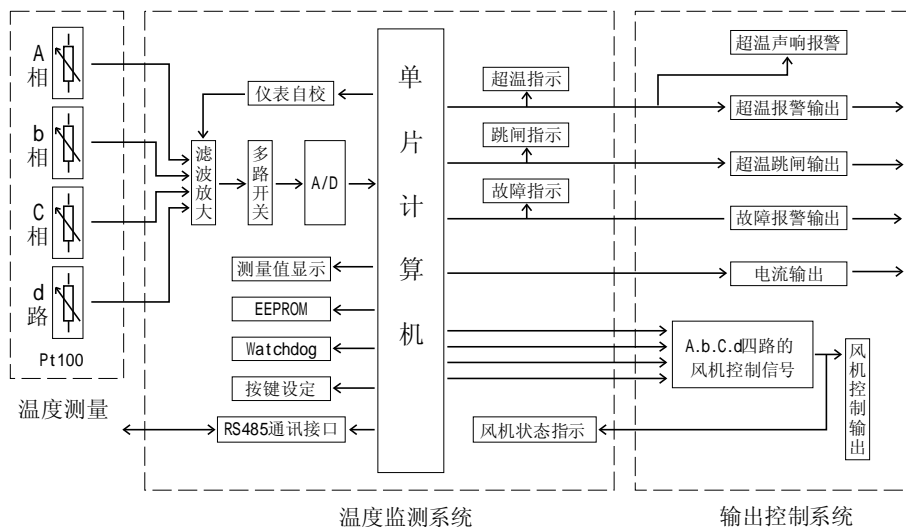 A
相
b
相
C
相
d
路
Pt100
温度测量
仪表自校
滤波放大
多路开关
A/D
测量值显示
EEPROM
Watchdog
按键设定
RS485通讯接口
单片计算机
超温指示
跳闸指示
故障指示
风机状态指示
温度监测系统
超温声响报警
超温报警输出
超温跳闸输出
故障报警输出
电流输出
A.b.C.d四路的
风机控制信号
风机控制输出
输出控制系统